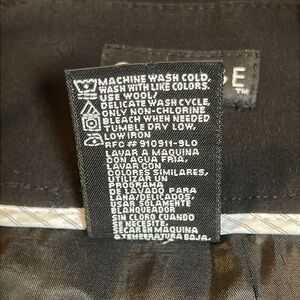 MACHINE WASH COLD.
WASH WITH LIKE COLORS.
USE WOOL/
DELICATE WASH CYCLE,
ONLY NON-CHLORINE
BLEACH WHEN NEEDED
TUMBLE DRY LOW.
LOW IRON
RFC # 910911-9L0
LAVAR A MAQUINA
CON AGUA FRIA.
LAVAR CON
COLORES SIMILARES,
UTILIZAR UN
PROGRAMA
DE LAVADO PARA
LANA/DELICADOS.
USAR SOLAMENTE
BLANQUEADOR
SIN CLORO CUANDO
NECESITE
SECAR EN MAQUINA
A TEMPERATURA BAJA.